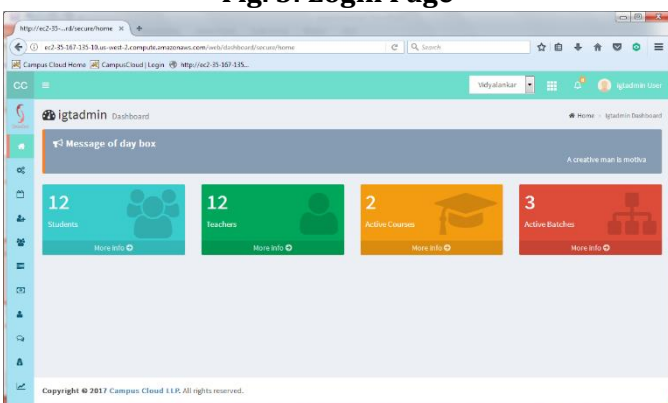 Fig. 3: Login Page
http://ec2-35-...rd/secure/home
ec2-35-167-135-10.us-west-2.compute.amazonaws.com/web/dashboard/secure/home
Search
Campus Cloud Home
CampusCloud | Login
http://ec2-35-167-135...
CC
Vidyalankar
Igtadmin User
igtadmin Dashboard
Home > Igtadmin Dashboard
Message of day box
A creative man is motiva
12
Students
More Info
12
Teachers
More Info
2
Active Courses
More Info
3
Active Batches
More Info
Copyright © 2017 Campus Cloud LLP. All rights reserved.